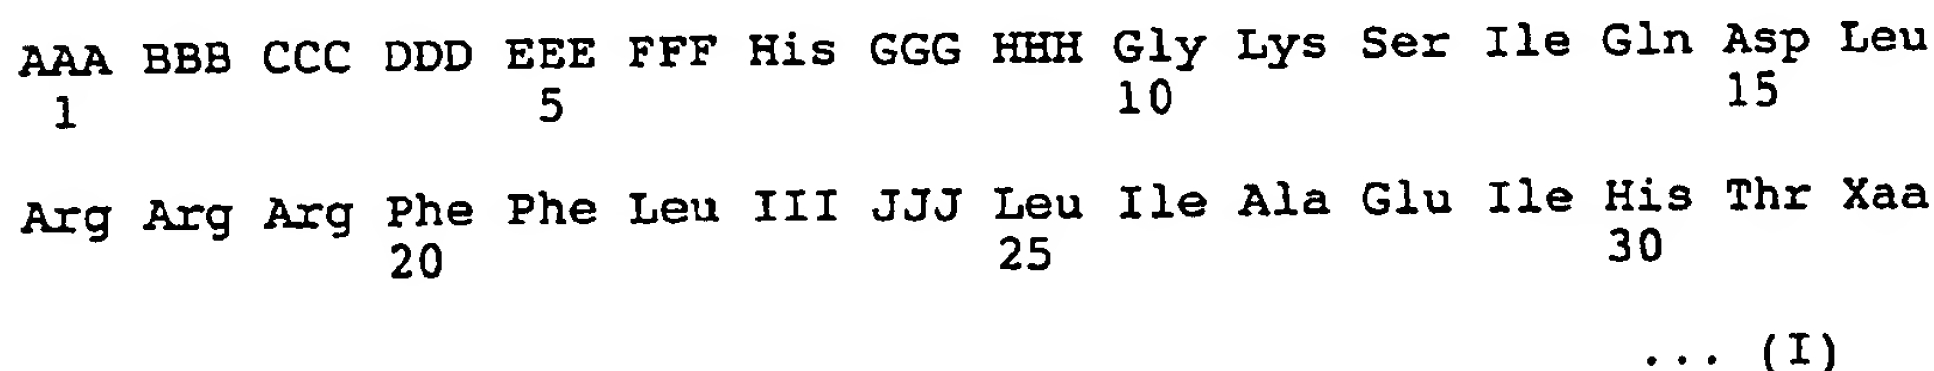 AAA BBB CCC DDD EEE FFF His GGG HHH Gly Lys Ser Ile Gln Asp Leu
1 5 10 15
Arg Arg Arg Phe Phe Leu III JJJ Leu Ile Ala Glu Ile His Thr Xaa
20 25 30
... (I)